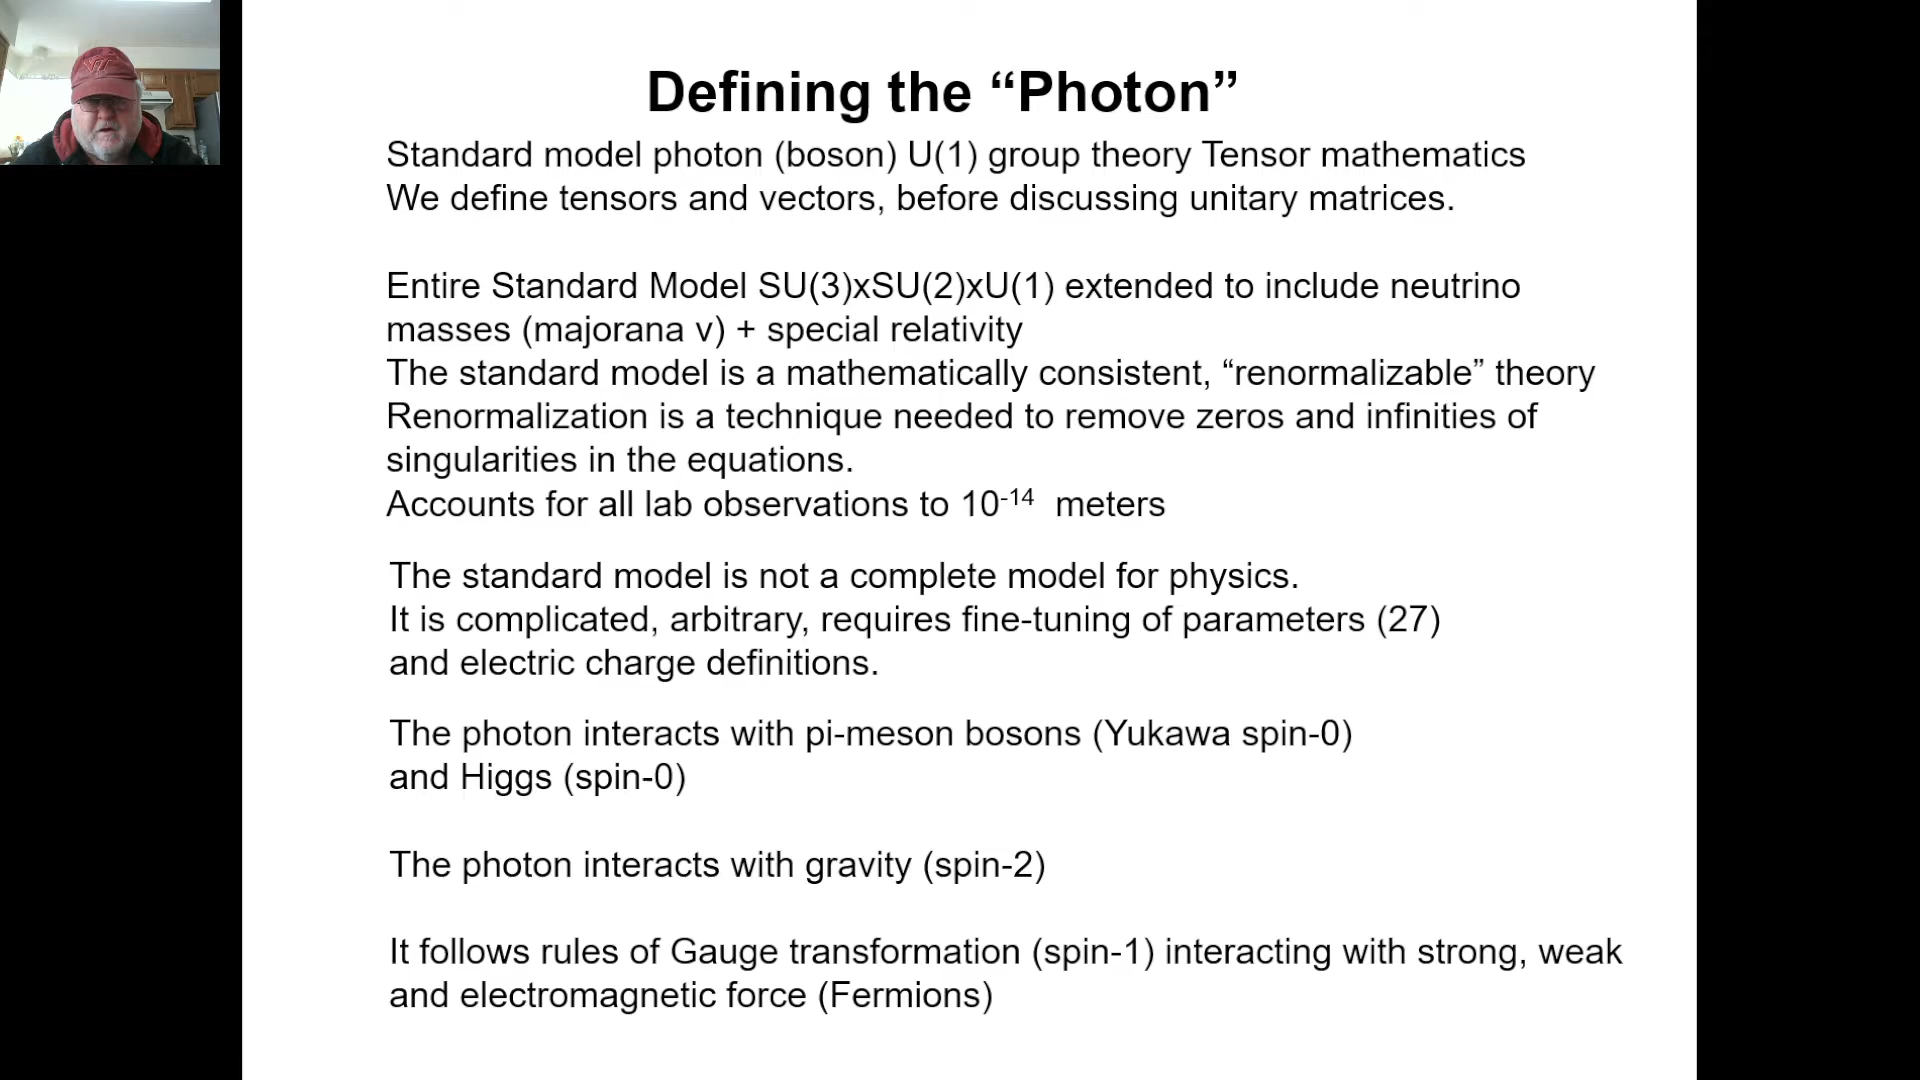 Defining the “Photon”
Standard model photon (boson) U(1) group theory Tensor mathematics
We define tensors and vectors, before discussing unitary matrices.
Entire Standard Model SU(3)xSU(2)xU(1) extended to include neutrino
masses (majorana v) + special relativity
The standard model is a mathematically consistent, “renormalizable” theory
Renormalization is a technique needed to remove zeros and infinities of
singularities in the equations.
Accounts for all lab observations to 10⁻¹⁴ meters
The standard model is not a complete model for physics.
It is complicated, arbitrary, requires fine-tuning of parameters (27)
and electric charge definitions.
The photon interacts with pi-meson bosons (Yukawa spin-0)
and Higgs (spin-0)
The photon interacts with gravity (spin-2)
It follows rules of Gauge transformation (spin-1) interacting with strong, weak
and electromagnetic force (Fermions)